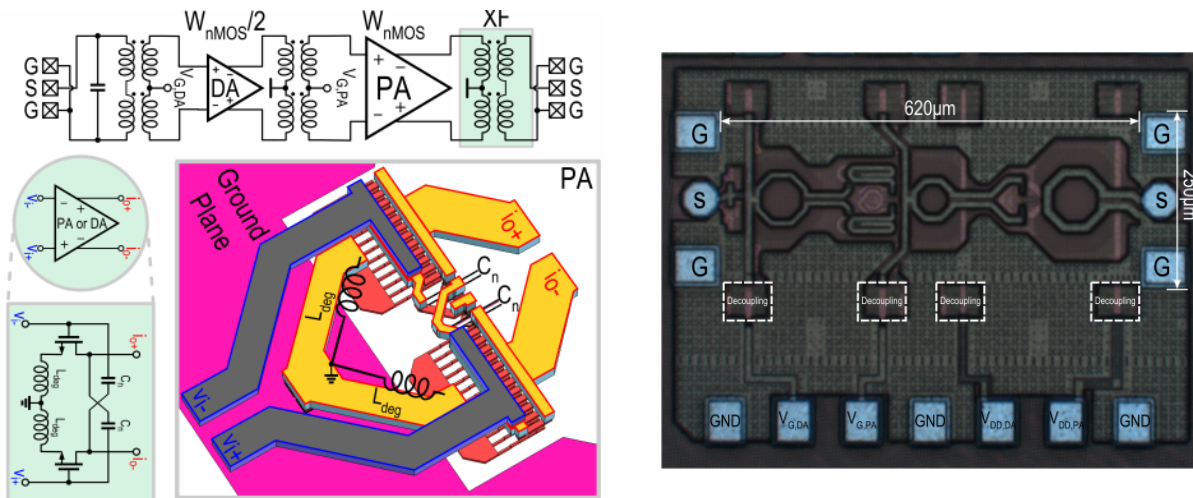 W_nMOS/2 W_nMOS XF
G
S
G
V_G,DA
DA
V_G,PA
PA
G
S
G
+ − + −
− + − +
V_i-
V_i+
PA or DA
i_o+
i_o-
V_i-
V_i+
L_deg
L_deg
C_n
C_n
i_o+
i_o-
Ground
Plane
PA
i_o+
i_o-
C_n
C_n
L_deg
L_deg
v_i-
v_i+
620µm
250µm
G
S
G
G
S
G
Decoupling Decoupling Decoupling Decoupling
GND V_G,DA V_G,PA GND V_DD,DA V_DD,PA GND